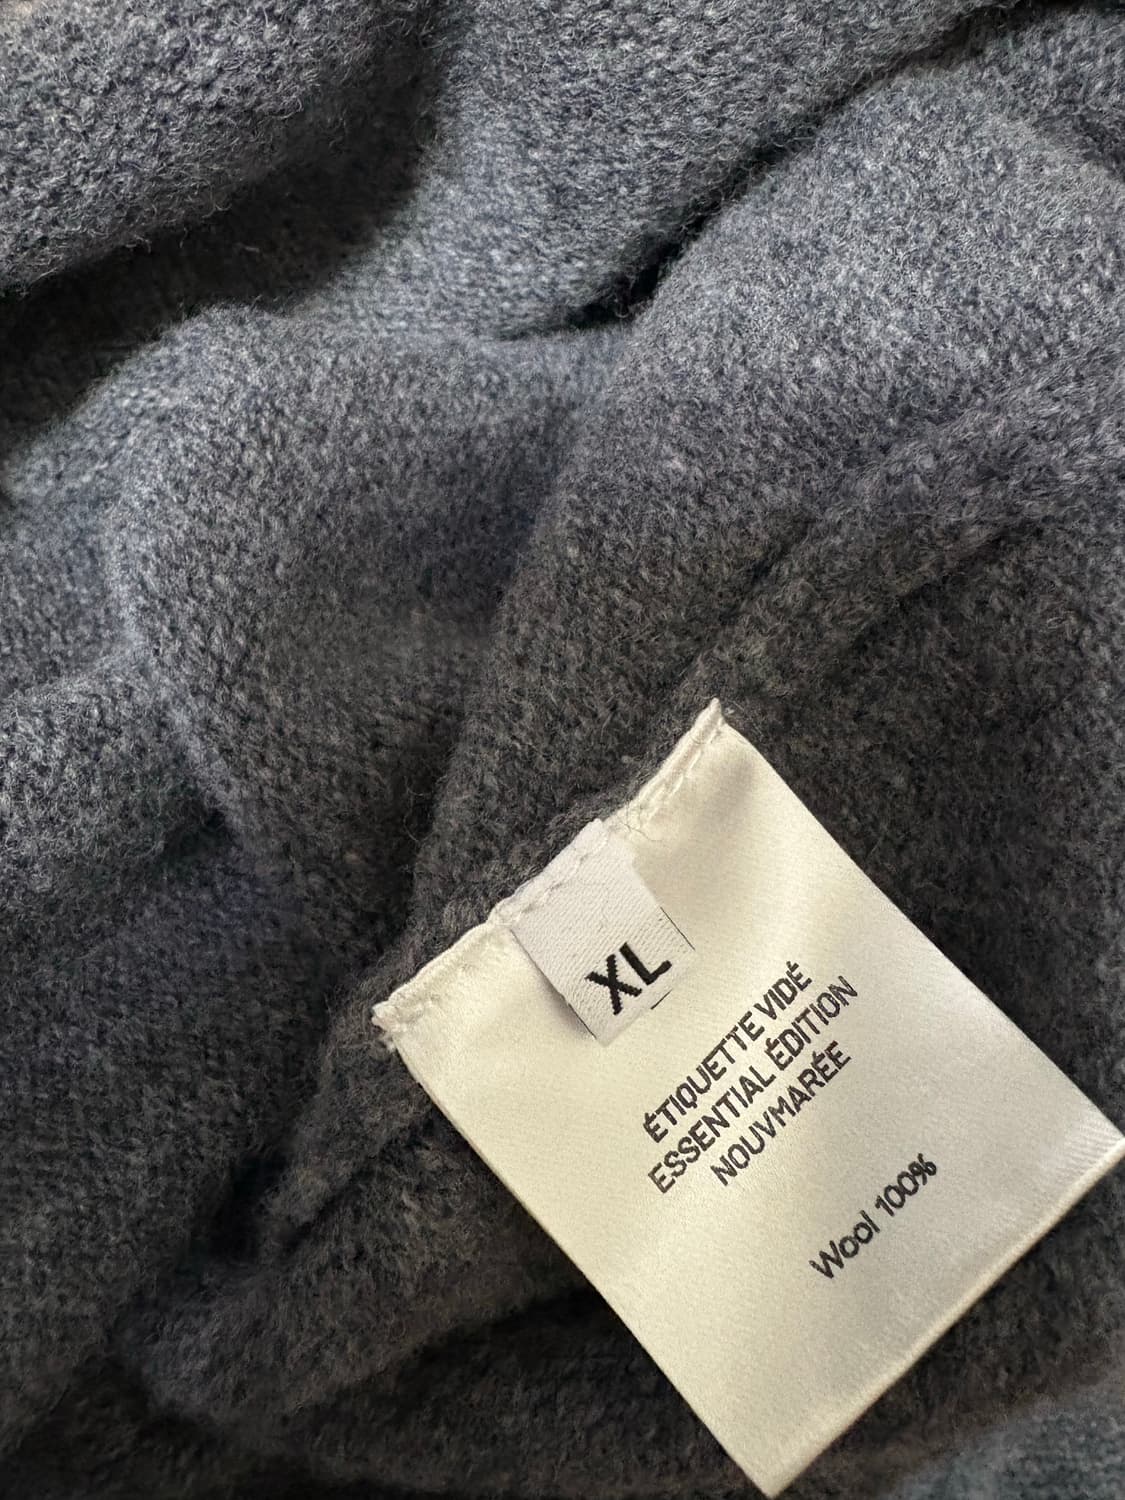 XL
ÉTIQUETTE VIDÉ
ESSENTIAL ÉDITION
NOUVMARÉE
Wool 100%